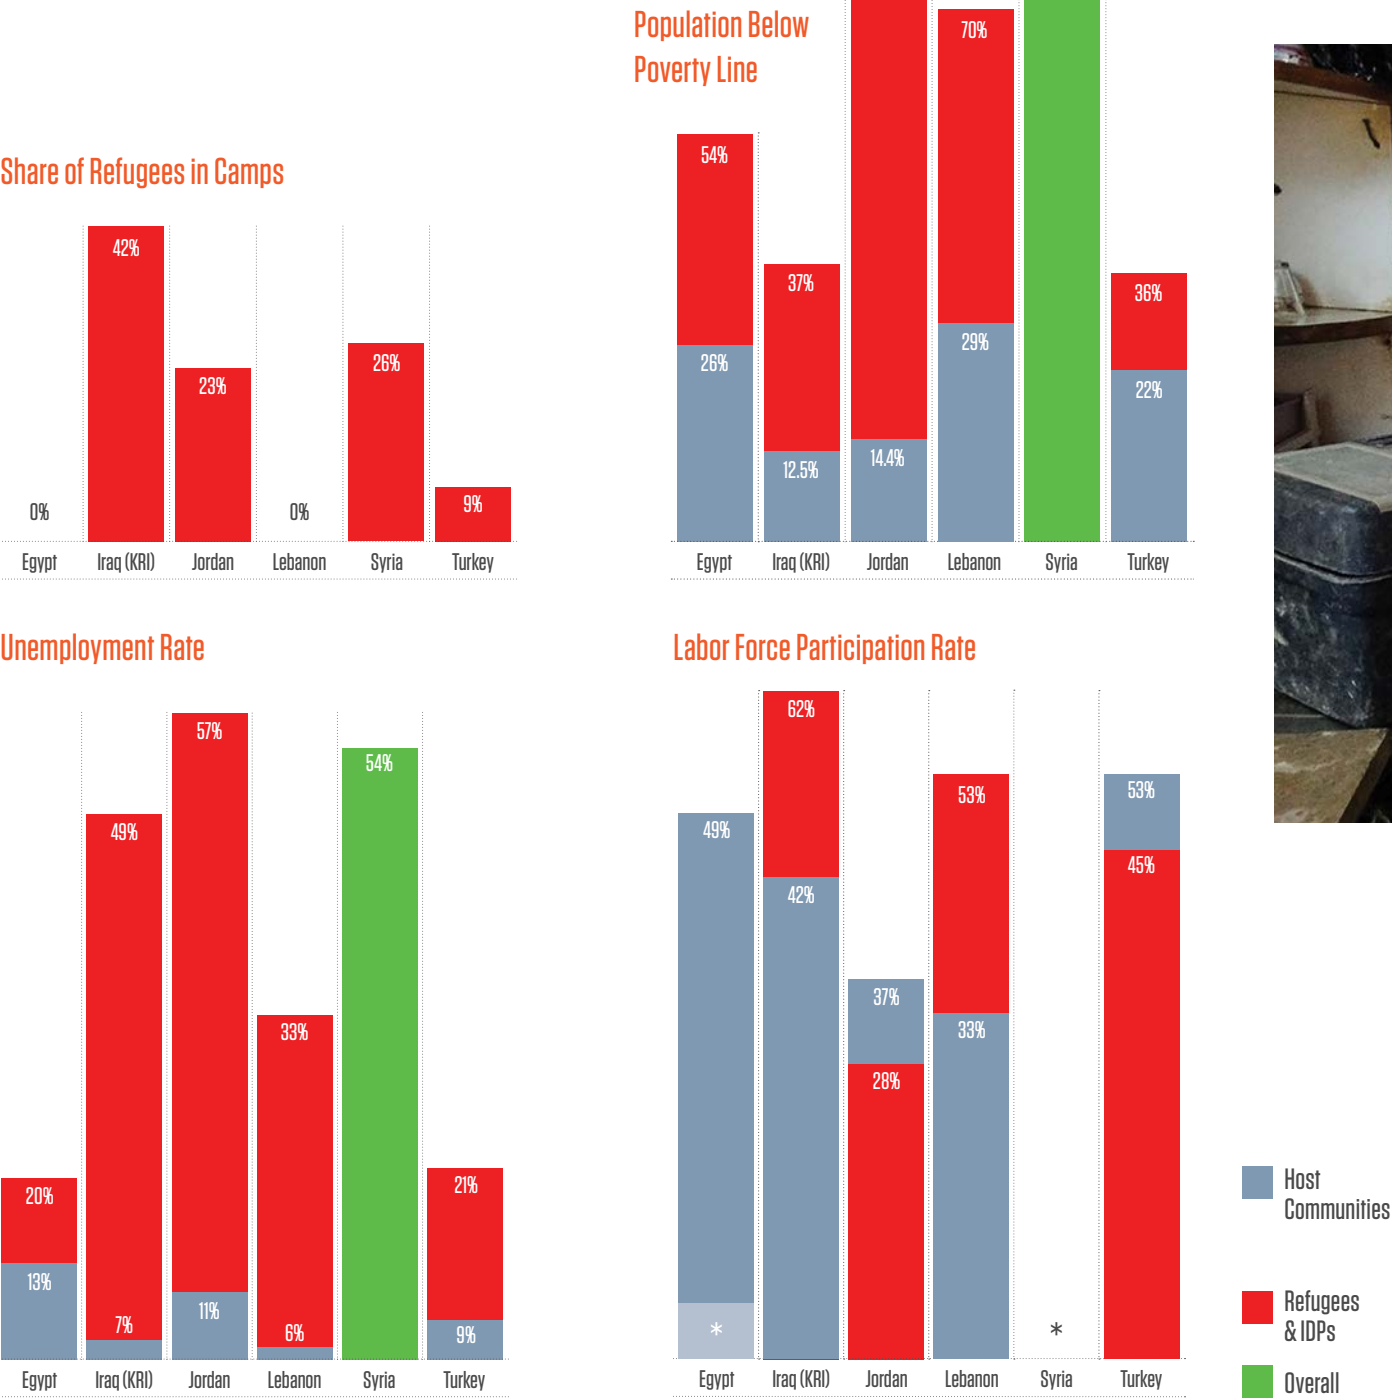 Population Below
Poverty Line
70%
54%
37%
36%
29%
26%
22%
14.4%
12.5%
Egypt
Iraq (KRI)
Jordan
Lebanon
Syria
Turkey
Share of Refugees in Camps
42%
26%
23%
9%
0%
0%
Egypt
Iraq (KRI)
Jordan
Lebanon
Syria
Turkey
Unemployment Rate
57%
54%
49%
33%
21%
20%
13%
11%
7%
6%
9%
Egypt
Iraq (KRI)
Jordan
Lebanon
Syria
Turkey
Labor Force Participation Rate
62%
53%
53%
49%
45%
42%
37%
33%
28%
*
*
Egypt
Iraq (KRI)
Jordan
Lebanon
Syria
Turkey
Host
Communities
Refugees
& IDPs
Overall